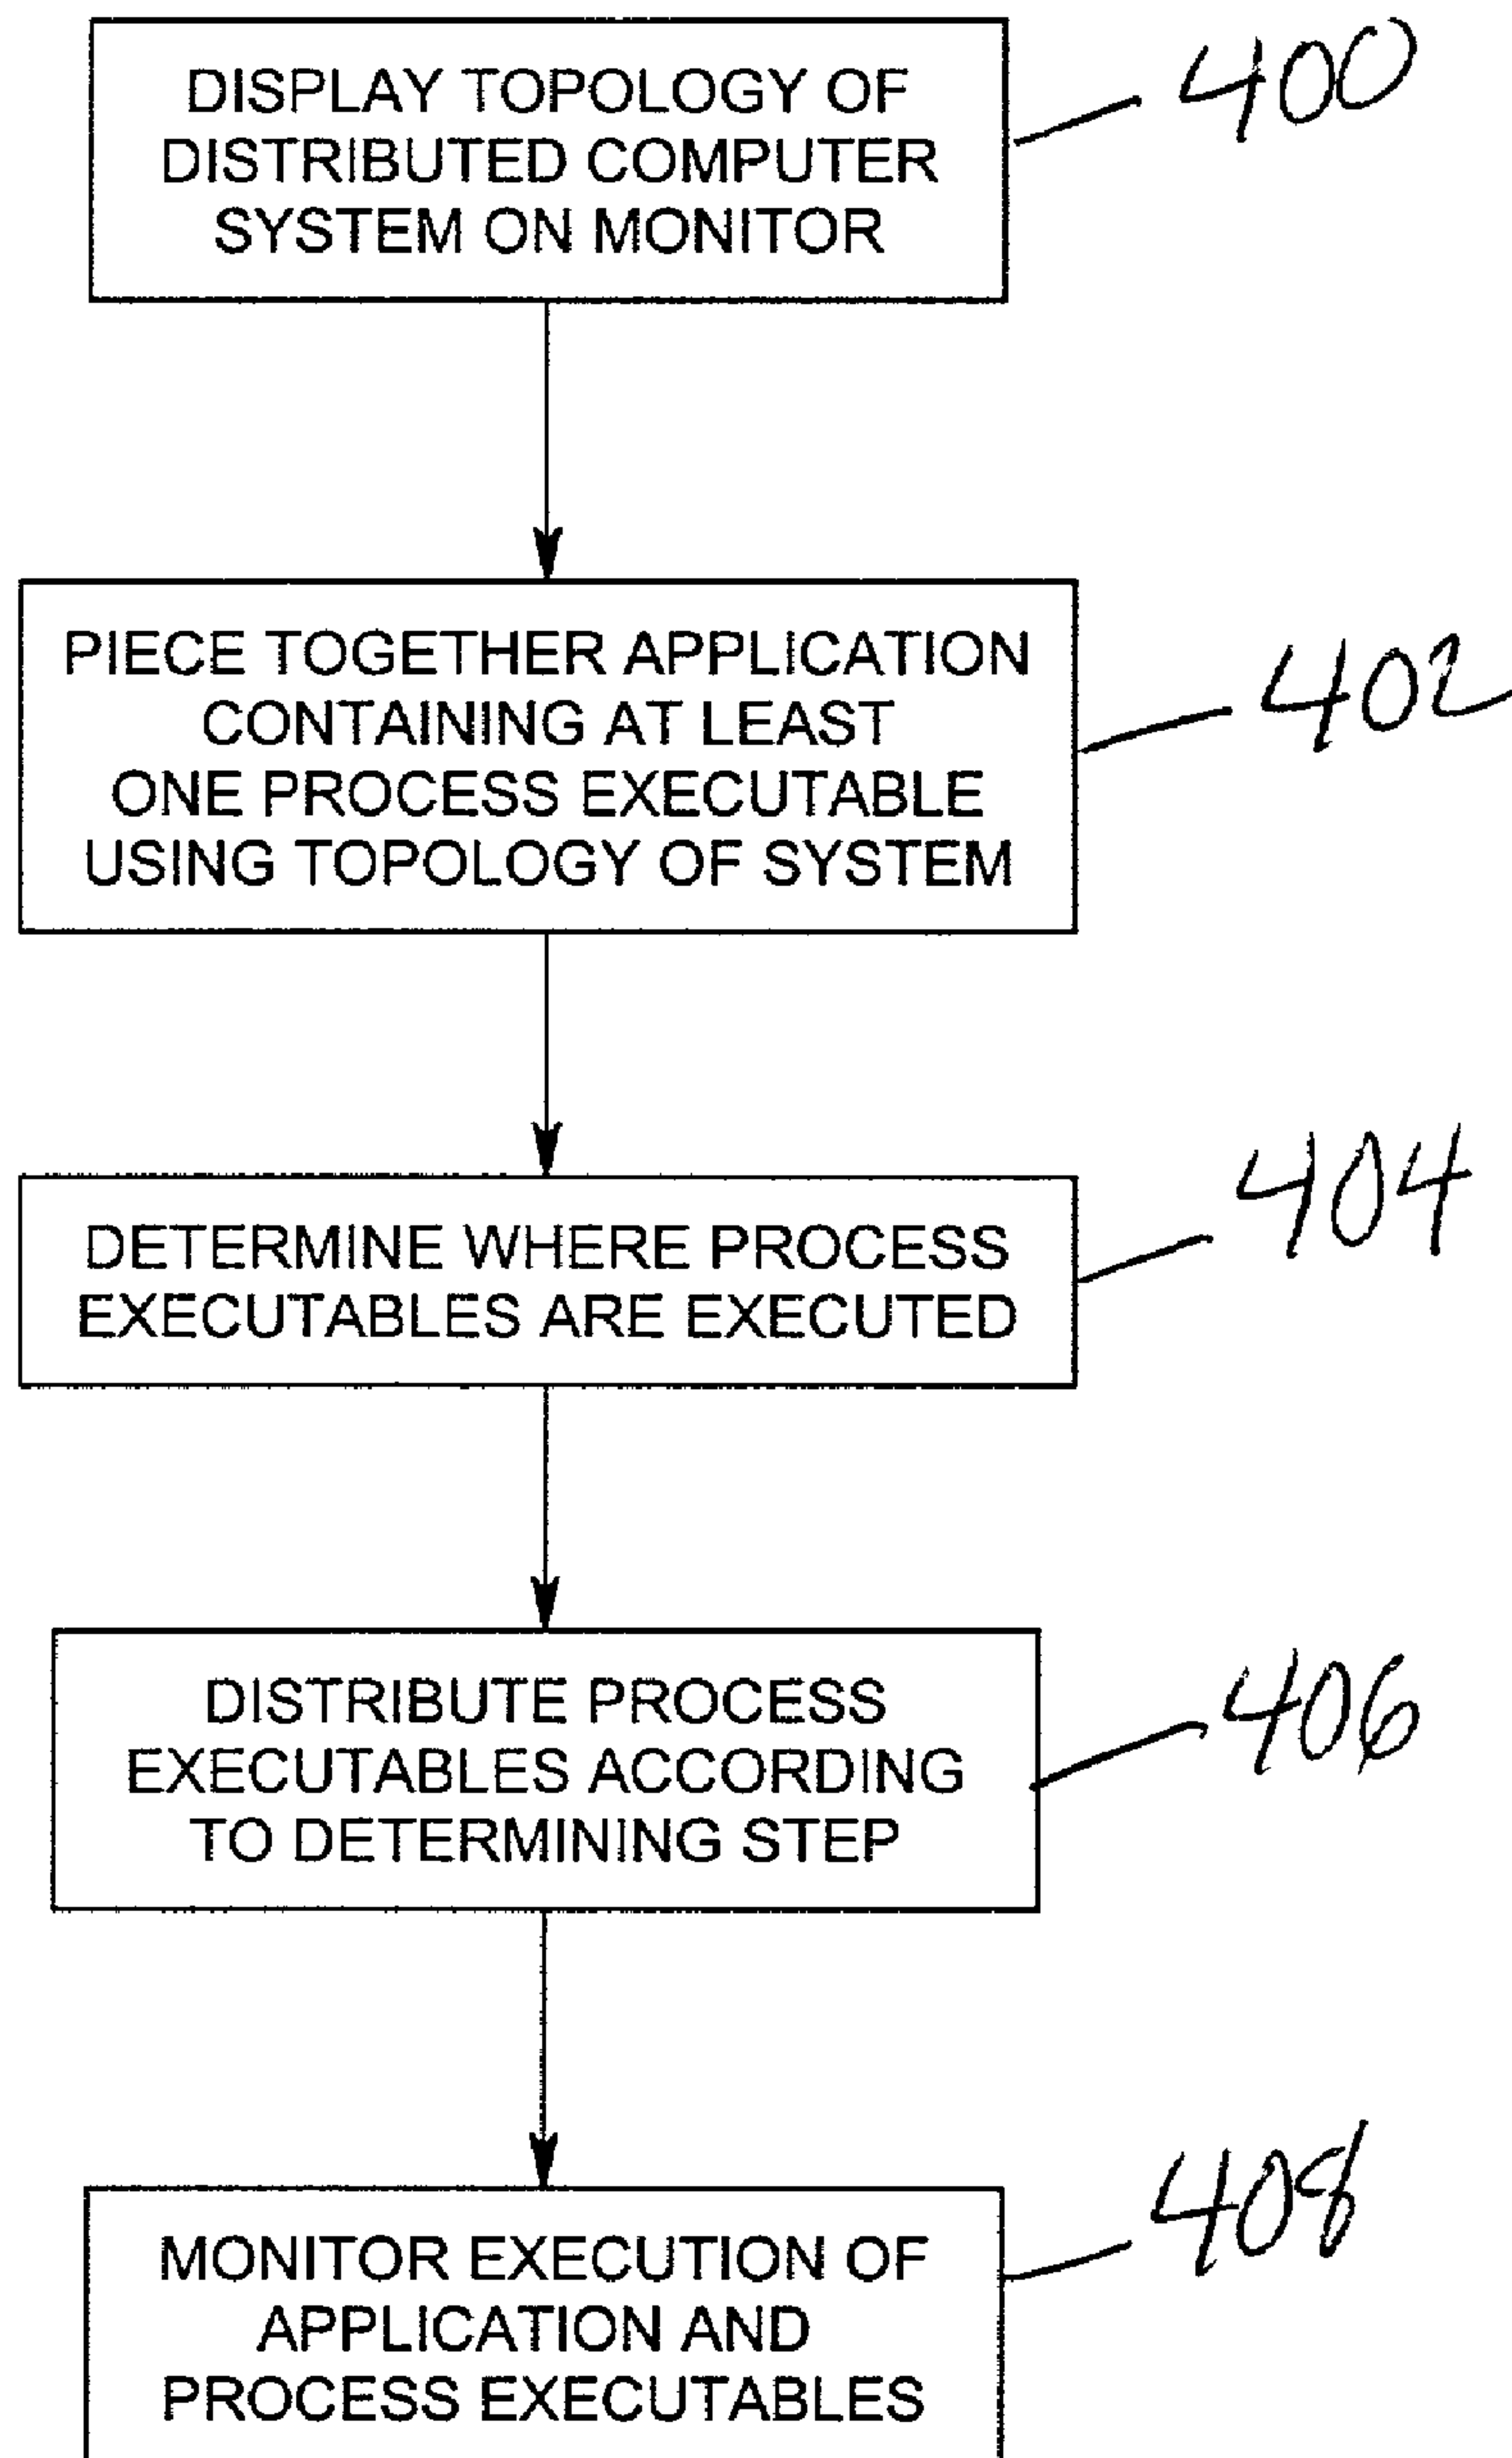 DISPLAY TOPOLOGY OF
DISTRIBUTED COMPUTER
SYSTEM ON MONITOR
400
PIECE TOGETHER APPLICATION
CONTAINING AT LEAST
ONE PROCESS EXECUTABLE
USING TOPOLOGY OF SYSTEM
402
DETERMINE WHERE PROCESS
EXECUTABLES ARE EXECUTED
404
DISTRIBUTE PROCESS
EXECUTABLES ACCORDING
TO DETERMINING STEP
406
MONITOR EXECUTION OF
APPLICATION AND
PROCESS EXECUTABLES
408